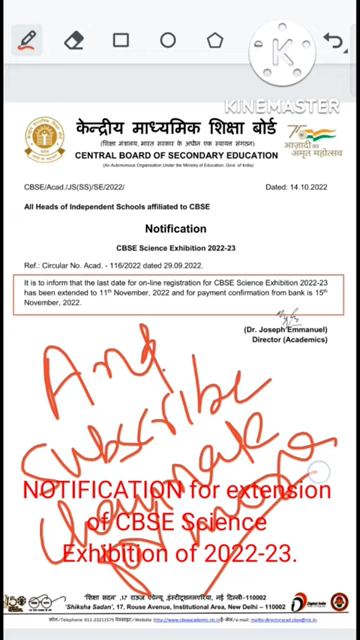 KINEMASTER
केन्द्रीय माध्यमिक शिक्षा बोर्ड
(शिक्षा मंत्रालय, भारत सरकार के अधीन एक स्वायत्त संगठन)
CENTRAL BOARD OF SECONDARY EDUCATION
(An Autonomous Organisation Under the Ministry of Education, Govt. of India)
आज़ादी का
अमृत महोत्सव
CBSE/Acad./JS(SS)/SE/2022/ Dated: 14.10.2022
All Heads of Independent Schools affiliated to CBSE
Notification
CBSE Science Exhibition 2022-23
Ref.: Circular No. Acad. - 116/2022 dated 29.09.2022.
It is to inform that the last date for on-line registration for CBSE Science Exhibition 2022-23
has been extended to 11th November, 2022 and for payment confirmation from bank is 15th
November, 2022.
(Dr. Joseph Emmanuel)
Director (Academics)
And
Subscribe
NOTIFICATION for extension
of CBSE Science
Exhibition of 2022-23.
'शिक्षा सदन', 17 राऊज़ एवेन्यू, इंस्टीटूशनलएरिया, नई दिल्ली-110002
'Shiksha Sadan', 17, Rouse Avenue, Institutional Area, New Delhi – 110002